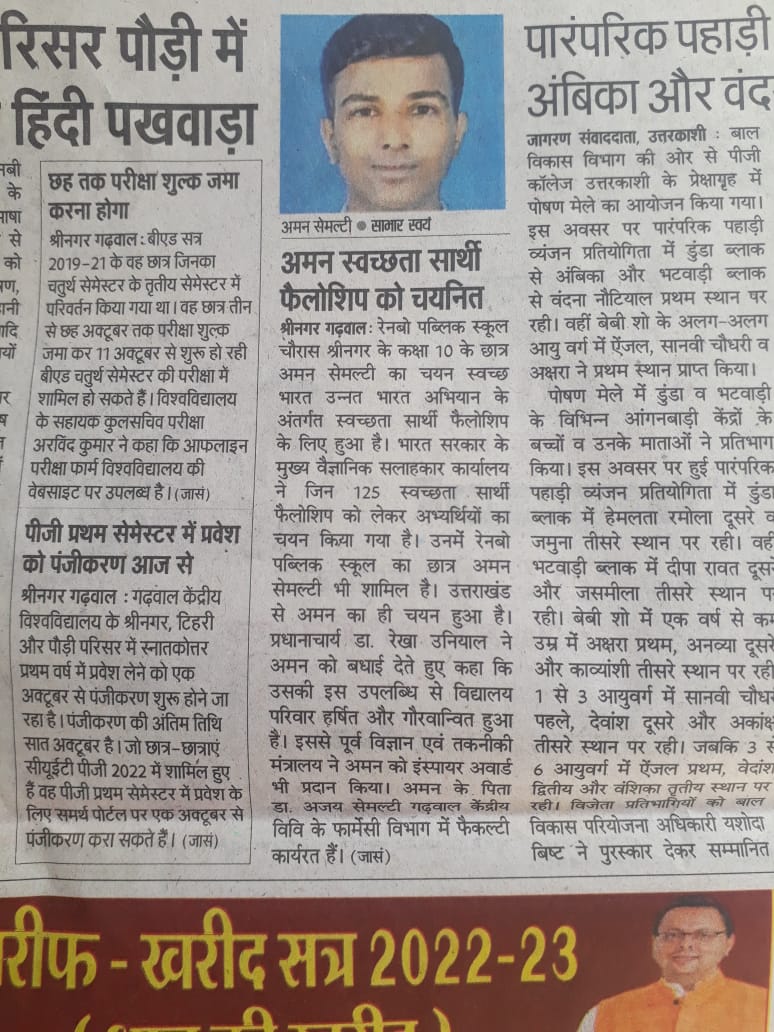 रिसर पौड़ी में
हिंदी पखवाड़ा
नबी
के
भाषा
से
को
छह तक परीक्षा शुल्क जमा
करना होगा
श्रीनगर गढ़वाल : बीएड सत्र
2019-21 के वह छात्र जिनका
चतुर्थ सेमेस्टर के तृतीय सेमेस्टर में
परिवर्तन किया गया था। वह छात्र तीन
से छह अक्टूबर तक परीक्षा शुल्क
जमा कर 11 अक्टूबर से शुरू हो रही
बीएड चतुर्थ सेमेस्टर की परीक्षा में
शामिल हो सकते हैं। विश्वविद्यालय
के सहायक कुलसचिव परीक्षा
अरविंद कुमार ने कहा कि आफलाइन
परीक्षा फार्म विश्वविद्यालय की
वेबसाइट पर उपलब्ध है। (जासं)
पीजी प्रथम सेमेस्टर में प्रवेश
को पंजीकरण आज से
श्रीनगर गढ़वाल : गढ़वाल केंद्रीय
विश्वविद्यालय के श्रीनगर, टिहरी
और पौड़ी परिसर में स्नातकोत्तर
प्रथम वर्ष में प्रवेश लेने को एक
अक्टूबर से पंजीकरण शुरू होने जा
रहा है। पंजीकरण की अंतिम तिथि
सात अक्टूबर है। जो छात्र-छात्राएं
सीयूईटी पीजी 2022 में शामिल हुए
हैं वह पीजी प्रथम सेमेस्टर में प्रवेश के
लिए समर्थ पोर्टल पर एक अक्टूबर से
पंजीकरण करा सकते हैं। (जासं)
अमन सेमल्टी ● साभार स्वयं
अमन स्वच्छता सार्थी
फैलोशिप को चयनित
श्रीनगर गढ़वाल : रेनबो पब्लिक स्कूल
चौरास श्रीनगर के कक्षा 10 के छात्र
अमन सेमल्टी का चयन स्वच्छ
भारत उन्नत भारत अभियान के
अंतर्गत स्वच्छता सार्थी फैलोशिप
के लिए हुआ है। भारत सरकार के
मुख्य वैज्ञानिक सलाहकार कार्यालय
ने जिन 125 स्वच्छता सार्थी
फैलोशिप को लेकर अभ्यर्थियों का
चयन किया गया है। उनमें रेनबो
पब्लिक स्कूल का छात्र अमन
सेमल्टी भी शामिल है। उत्तराखंड
से अमन का ही चयन हुआ है।
प्रधानाचार्य डा. रेखा उनियाल ने
अमन को बधाई देते हुए कहा कि
उसकी इस उपलब्धि से विद्यालय
परिवार हर्षित और गौरवान्वित हुआ
है। इससे पूर्व विज्ञान एवं तकनीकी
मंत्रालय ने अमन को इंस्पायर अवार्ड
भी प्रदान किया। अमन के पिता
डा. अजय सेमल्टी गढ़वाल केंद्रीय
विवि के फार्मेसी विभाग में फैकल्टी
कार्यरत हैं। (जासं)
पारंपरिक पहाड़ी
अंबिका और वंद
जागरण संवाददाता, उत्तरकाशी : बाल
विकास विभाग की ओर से पीजी
कॉलेज उत्तरकाशी के प्रेक्षागृह में
पोषण मेले का आयोजन किया गया।
इस अवसर पर पारंपरिक पहाड़ी
व्यंजन प्रतियोगिता में डुंडा ब्लाक
से अंबिका और भटवाड़ी ब्लाक
से वंदना नौटियाल प्रथम स्थान पर
रही। वहीं बेबी शो के अलग-अलग
आयु वर्ग में ऐंजल, सानवी चौधरी व
अक्षरा ने प्रथम स्थान प्राप्त किया।
पोषण मेले में डुंडा व भटवाड़ी
के विभिन्न आंगनबाड़ी केंद्रों के
बच्चों व उनके माताओं ने प्रतिभाग
किया। इस अवसर पर हुई पारंपरिक
पहाड़ी व्यंजन प्रतियोगिता में डुंडा
ब्लाक में हेमलता रमोला दूसरे व
जमुना तीसरे स्थान पर रही। वही
भटवाड़ी ब्लाक में दीपा रावत दूसरे
और जसमीला तीसरे स्थान प
रही। बेबी शो में एक वर्ष से कम
उम्र में अक्षरा प्रथम, अनव्या दूसरे
और काव्यांशी तीसरे स्थान पर रही
1 से 3 आयुवर्ग में सानवी चौध
पहले, देवांश दूसरे और अकांक्ष
तीसरे स्थान पर रही। जबकि 3 से
6 आयुवर्ग में ऐंजल प्रथम, वेदांश
द्वितीय और वंशिका तृतीय स्थान पर
रही। विजेता प्रतिभागियों को बाल
विकास परियोजना अधिकारी यशोदा
बिष्ट ने पुरस्कार देकर सम्मानित
रीफ - खरीद सत्र 2022-23